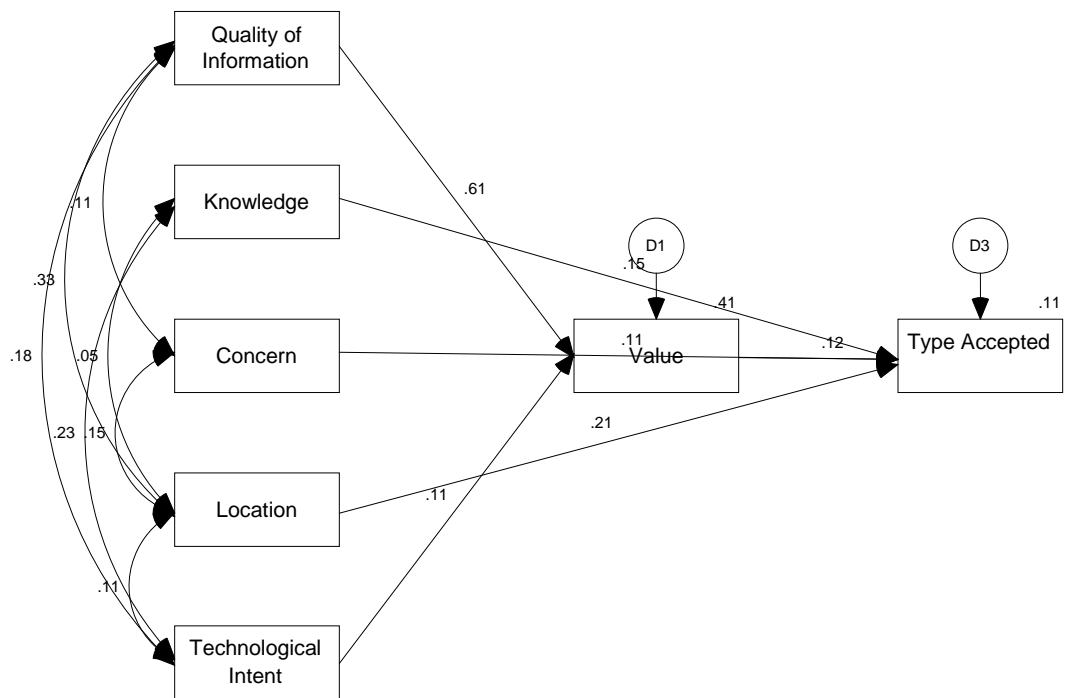 Quality of
Information
.11
.61
Knowledge
D1
D3
.15
.33
.41
.11
.18
.05
Concern
.11
Value
.12
Type Accepted
.23
.15
.21
Location
.11
.11
Technological
Intent